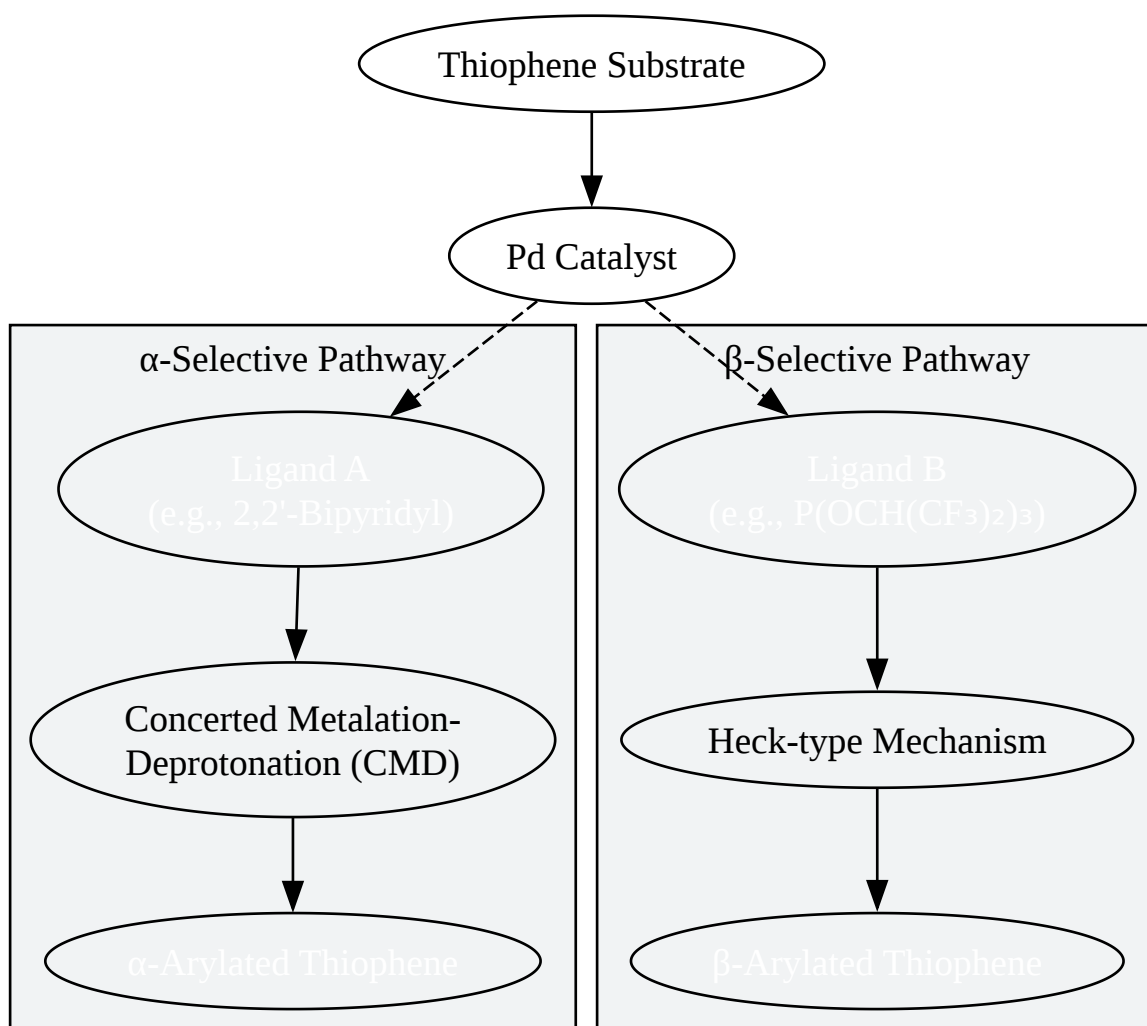 Thiophene Substrate
Pd Catalyst
α-Selective Pathway
β-Selective Pathway
Ligand A
(e.g., 2,2'-Bipyridyl)
Ligand B
(e.g., P(OCH(CF₃)₂)₃)
Concerted Metalation-
Deprotonation (CMD)
Heck-type Mechanism
α-Arylated Thiophene
β-Arylated Thiophene